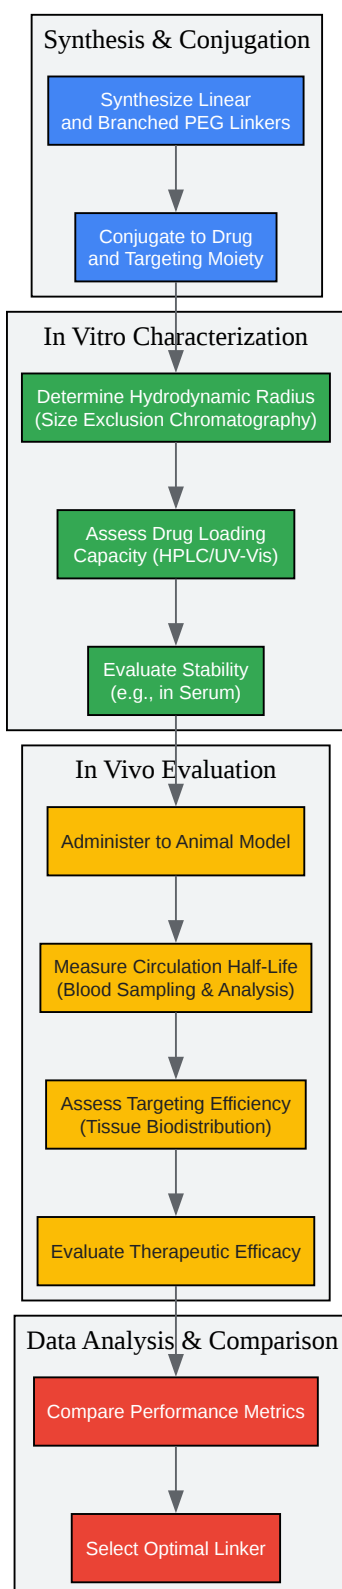 Synthesis & Conjugation
Synthesize Linear
and Branched PEG Linkers
Conjugate to Drug
and Targeting Moiety
In Vitro Characterization
Determine Hydrodynamic Radius
(Size Exclusion Chromatography)
Assess Drug Loading
Capacity (HPLC/UV-Vis)
Evaluate Stability
(e.g., in Serum)
In Vivo Evaluation
Administer to Animal Model
Measure Circulation Half-Life
(Blood Sampling & Analysis)
Assess Targeting Efficiency
(Tissue Biodistribution)
Evaluate Therapeutic Efficacy
Data Analysis & Comparison
Compare Performance Metrics
Select Optimal Linker